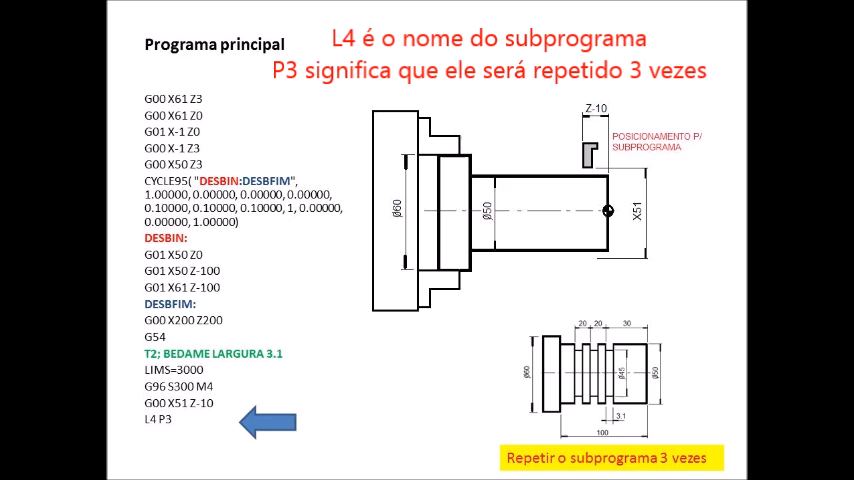 Programa principal
L4 é o nome do subprograma
P3 significa que ele será repetido 3 vezes
G00 X61 Z3
G00 X61 Z0
G01 X-1 Z0
G00 X-1 Z3
G00 X50 Z3
CYCLE95( "DESBIN:DESBFIM",
1.00000, 0.00000, 0.00000, 0.00000,
0.10000, 0.10000, 0.10000, 1, 0.00000,
0.00000, 1.00000)
DESBIN:
G01 X50 Z0
G01 X50 Z-100
G01 X61 Z-100
DESBFIM:
G00 X200 Z200
G54
T2; BEDAME LARGURA 3.1
LIMS=3000
G96 S300 M4
G00 X51 Z-10
L4 P3
Z-10
POSICIONAMENTO P/
SUBPROGRAMA
Ø60
Ø50
X51
20 20 30
Ø60
Ø45
Ø50
3.1
100
Repetir o subprograma 3 vezes